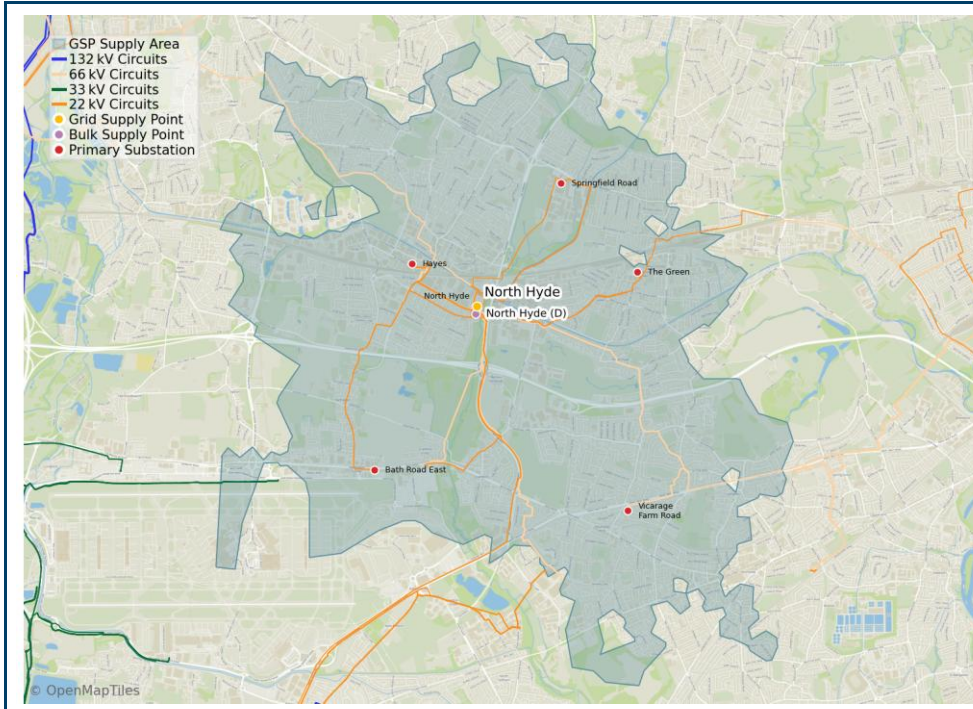 GSP Supply Area
132 kV Circuits
66 kV Circuits
33 kV Circuits
22 kV Circuits
Grid Supply Point
Bulk Supply Point
Primary Substation
Springfield Road
Hayes
The Green
North Hyde
North Hyde
North Hyde (D)
Bath Road East
Vicarage
Farm Road
© OpenMapTiles